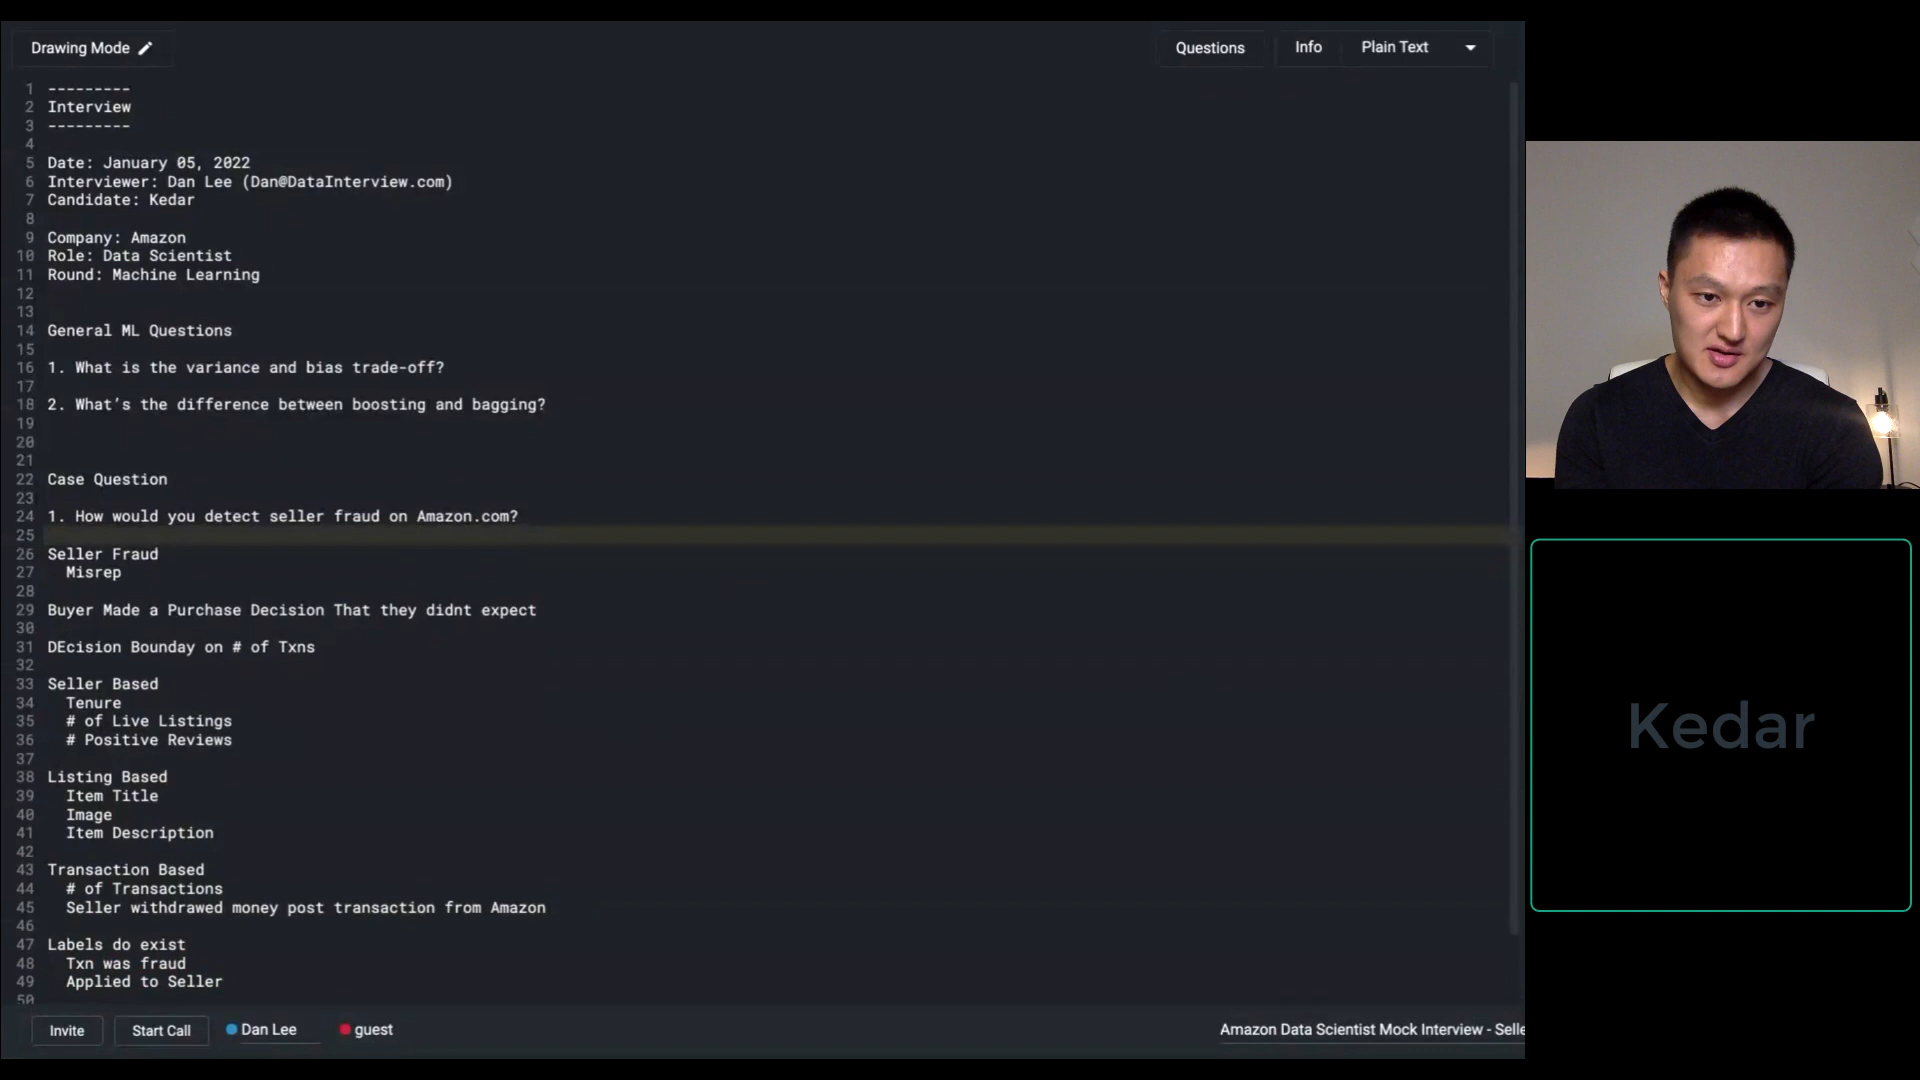 Drawing Mode
Questions
Info
Plain Text
1 ---------
2 Interview
3 ---------
4
5 Date: January 05, 2022
6 Interviewer: Dan Lee (Dan@DataInterview.com)
7 Candidate: Kedar
8
9 Company: Amazon
10 Role: Data Scientist
11 Round: Machine Learning
12
13
14 General ML Questions
15
16 1. What is the variance and bias trade-off?
17
18 2. What's the difference between boosting and bagging?
19
20
21
22 Case Question
23
24 1. How would you detect seller fraud on Amazon.com?
25
26 Seller Fraud
27 Misrep
28
29 Buyer Made a Purchase Decision That they didnt expect
30
31 DEcision Bounday on # of Txns
32
33 Seller Based
34 Tenure
35 # of Live Listings
36 # Positive Reviews
37
38 Listing Based
39 Item Title
40 Image
41 Item Description
42
43 Transaction Based
44 # of Transactions
45 Seller withdrawed money post transaction from Amazon
46
47 Labels do exist
48 Txn was fraud
49 Applied to Seller
50
Invite
Start Call
Dan Lee
guest
Amazon Data Scientist Mock Interview - Selle
Kedar